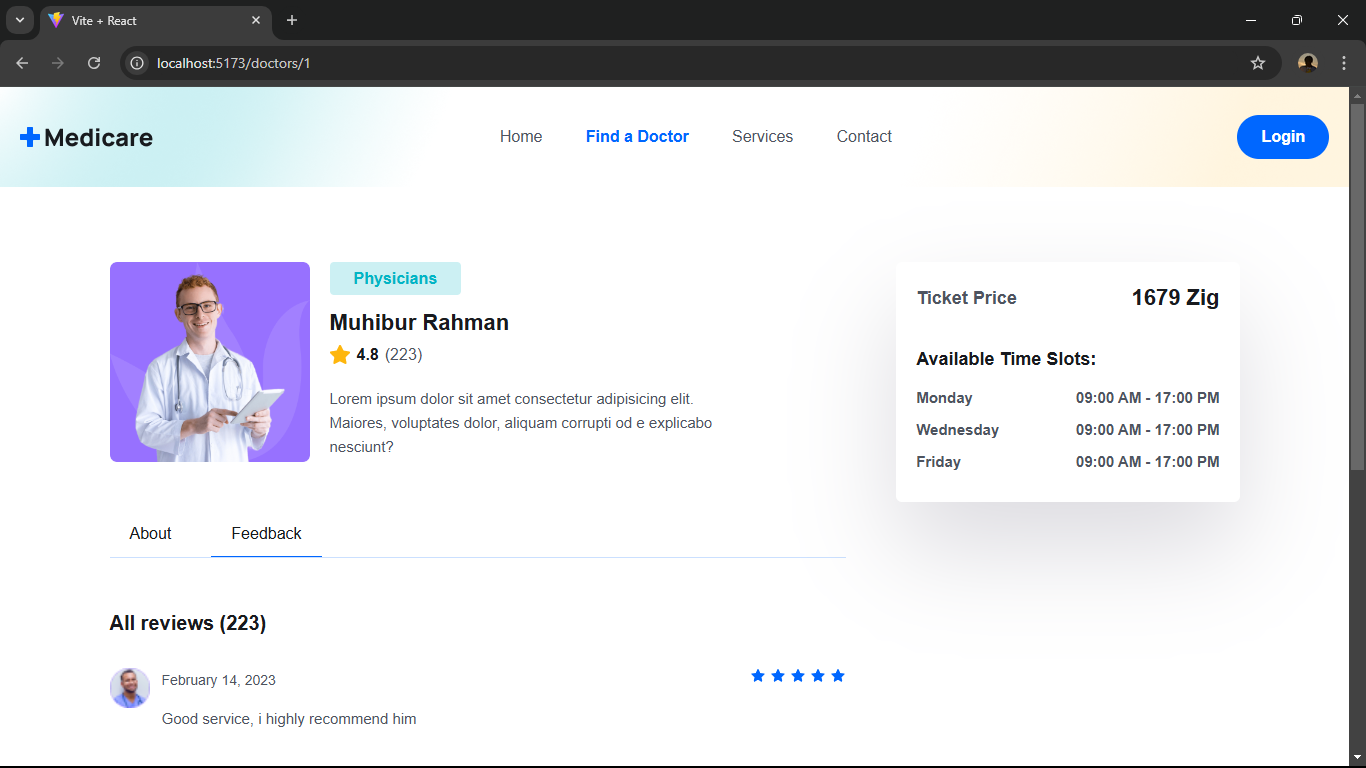 Vite + React
localhost:5173/doctors/1
Medicare
Home
Find a Doctor
Services
Contact
Login
Physicians
Muhibur Rahman
4.8 (223)
Lorem ipsum dolor sit amet consectetur adipisicing elit.
Maiores, voluptates dolor, aliquam corrupti od e explicabo
nesciunt?
Ticket Price 1679 Zig
Available Time Slots:
Monday 09:00 AM - 17:00 PM
Wednesday 09:00 AM - 17:00 PM
Friday 09:00 AM - 17:00 PM
About
Feedback
All reviews (223)
February 14, 2023
Good service, i highly recommend him